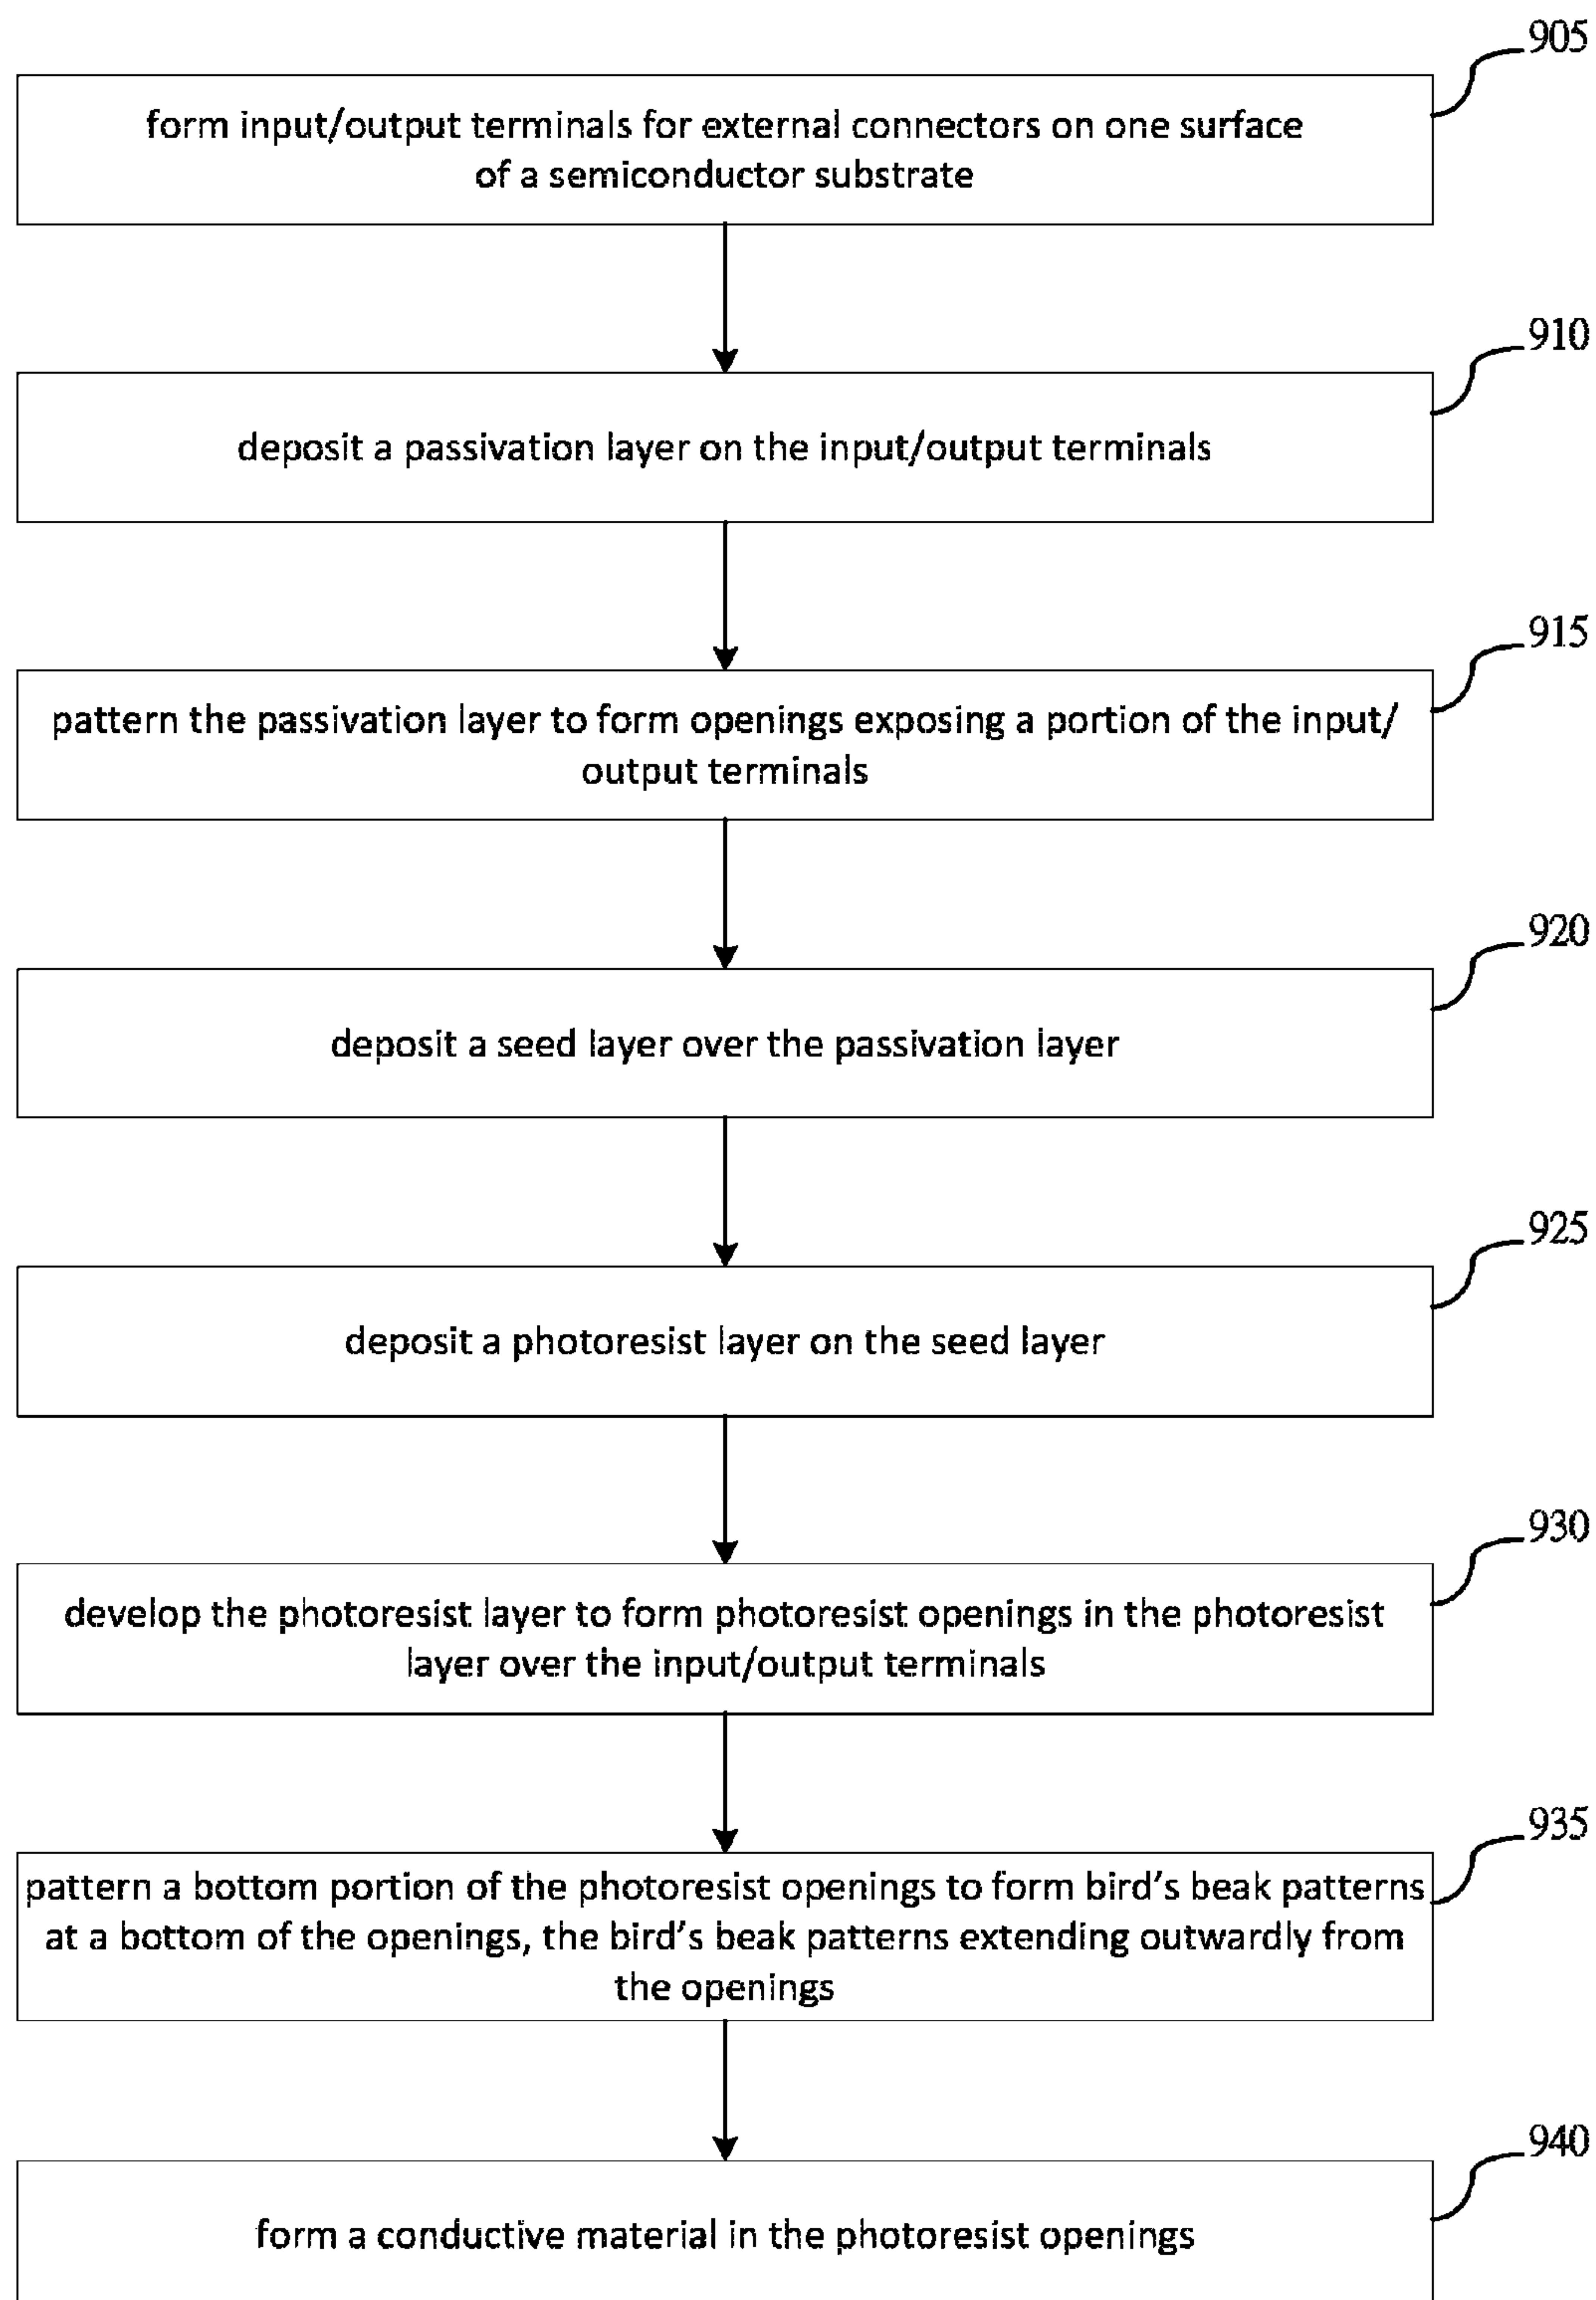 905
form input/output terminals for external connectors on one surface
of a semiconductor substrate
910
deposit a passivation layer on the input/output terminals
915
pattern the passivation layer to form openings exposing a portion of the input/
output terminals
920
deposit a seed layer over the passivation layer
925
deposit a photoresist layer on the seed layer
930
develop the photoresist layer to form photoresist openings in the photoresist
layer over the input/output terminals
935
pattern a bottom portion of the photoresist openings to form bird's beak patterns
at a bottom of the openings, the bird's beak patterns extending outwardly from
the openings
940
form a conductive material in the photoresist openings